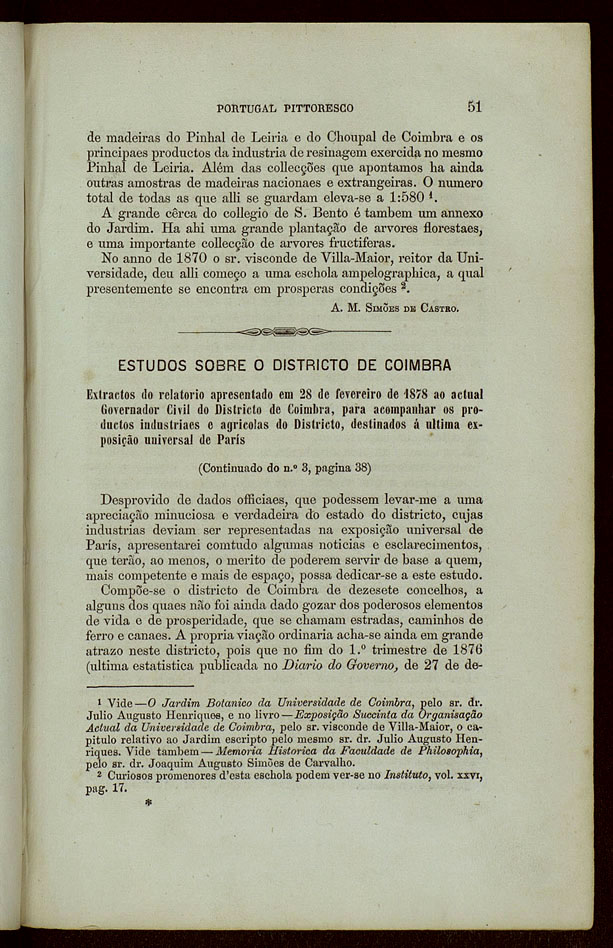 PORTUGAL PITTORESCO 51
de madeiras do Pinhal de Leiria e do Choupal de Coimbra e os
principaes productos da industria de resinagem exercida no mesmo
Pinhal de Leiria. Além das collecções que apontamos ha ainda
outras amostras de madeiras nacionaes e extrangeiras. O numero
total de todas as que alli se guardam eleva-se a 1:580 ¹.
A grande cêrca do collegio de S. Bento é tambem um annexo
do Jardim. Ha ahi uma grande plantação de arvores florestaes,
e uma importante collecção de arvores fructiferas.
No anno de 1870 o sr. visconde de Villa-Maior, reitor da Uni-
versidade, deu alli começo a uma eschola ampelographica, a qual
presentemente se encontra em prosperas condições ².
A. M. SIMÕES DE CASTRO.
ESTUDOS SOBRE O DISTRICTO DE COIMBRA
Extractos do relatorio apresentado em 28 de fevereiro de 1878 ao actual
Governador Civil do Districto de Coimbra, para acompanhar os pro-
ductos industriaes e agricolas do Districto, destinados á ultima ex-
posição universal de París
(Continuado do n.º 3, pagina 38)
Desprovido de dados officiaes, que podessem levar-me a uma
apreciação minuciosa e verdadeira do estado do districto, cujas
industrias deviam ser representadas na exposição universal de
París, apresentarei comtudo algumas noticias e esclarecimentos,
que terão, ao menos, o merito de poderem servir de base a quem,
mais competente e mais de espaço, possa dedicar-se a este estudo.
Compõe-se o districto de Coimbra de dezesete concelhos, a
alguns dos quaes não foi ainda dado gozar dos poderosos elementos
de vida e de prosperidade, que se chamam estradas, caminhos de
ferro e canaes. A propria viação ordinaria acha-se ainda em grande
atrazo neste districto, pois que no fim do 1.º trimestre de 1876
(ultima estatistica publicada no Diario do Governo, de 27 de de-
1 Vide—O Jardim Botanico da Universidade de Coimbra, pelo sr. dr.
Julio Augusto Henriques, e no livro—Exposição Succinta da Organisação
Actual da Universidade de Coimbra, pelo sr. visconde de Villa-Maior, o ca-
pitulo relativo ao Jardim escripto pelo mesmo sr. dr. Julio Augusto Hen-
riques. Vide tambem—Memoria Historica da Faculdade de Philosophia,
pelo sr. dr. Joaquim Augusto Simões de Carvalho.
2 Curiosos promenores d'esta eschola podem ver-se no Instituto, vol. XXVI,
pag. 17.
*